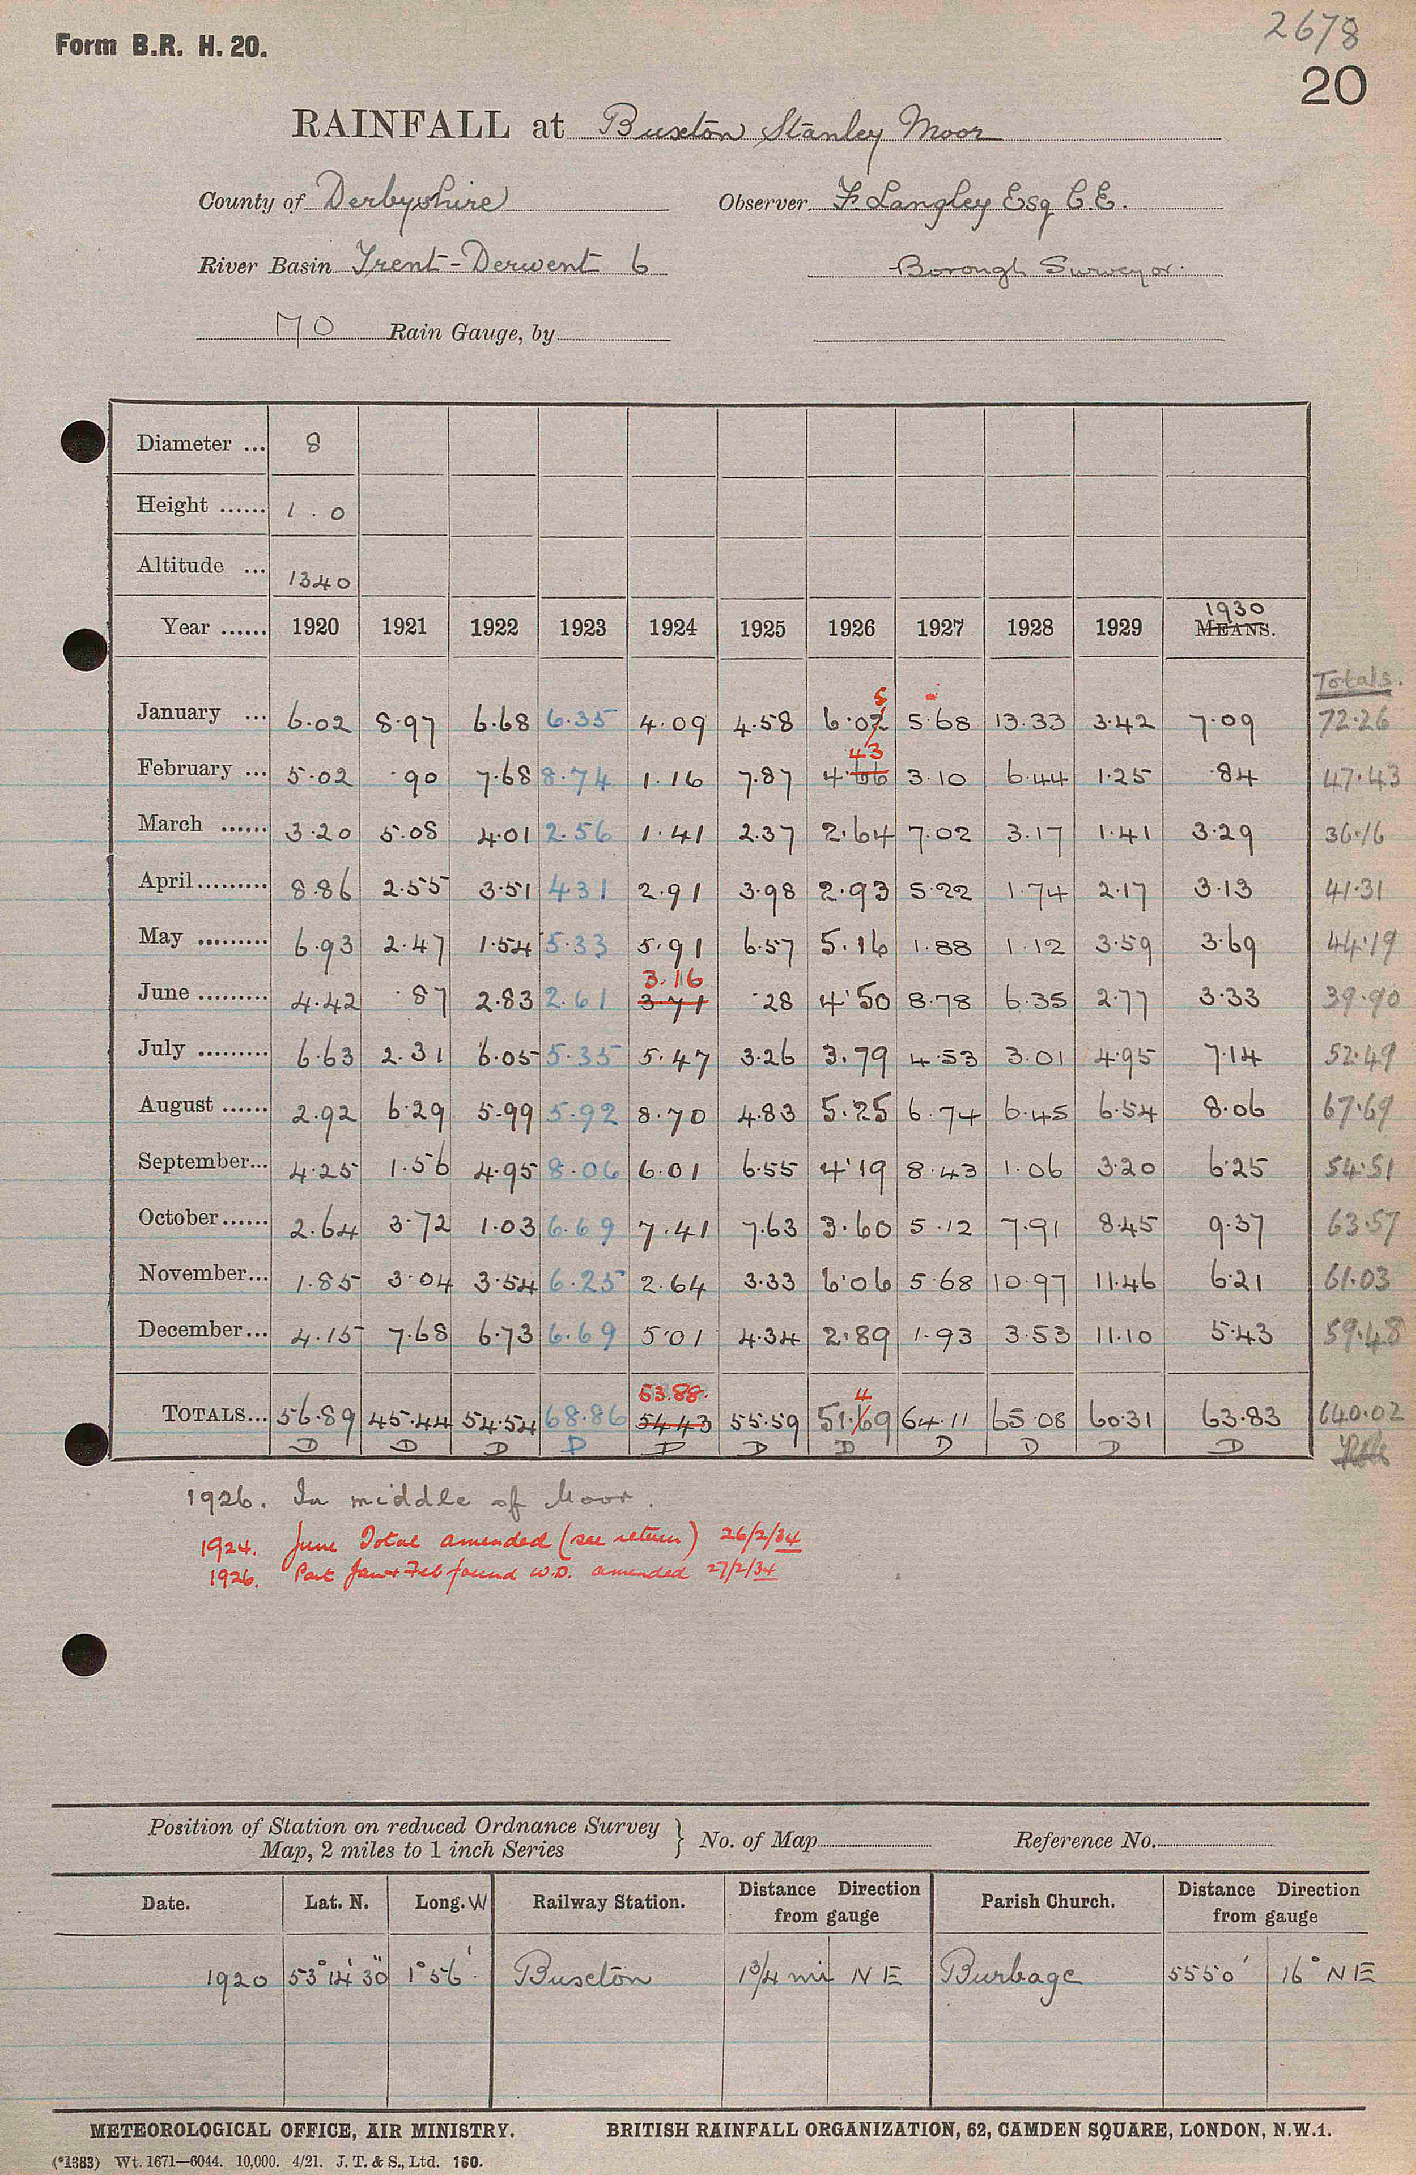 2678
Form B.R. H. 20.
20
RAINFALL at Buxton Stanley Moor
County of Derbyshire Observer F Langley Esq C.E.
River Basin Trent-Derwent 6 Borough Surveyor.
MO Rain Gauge, by
Diameter ... 8
Height ...... 1 . 0
Altitude ... 1340
Year ...... 1920 1921 1922 1923 1924 1925 1926 1927 1928 1929 1930 MEANS.
Totals.
January ... 6.02 8.97 6.68 6.35 4.09 4.58 6.02 5 5.68 13.33 3.42 7.09 72.26
February ... 5.02 .90 7.68 8.74 1.16 7.87 4.66 43 3.10 6.44 1.25 .84 47.43
March ...... 3.20 5.08 4.01 2.56 1.41 2.37 2.64 7.02 3.17 1.41 3.29 36.16
April ......... 8.86 2.55 3.51 4.31 2.91 3.98 2.93 5.22 1.74 2.17 3.13 41.31
May ......... 6.93 2.47 1.54 5.33 5.91 6.57 5.16 1.88 1.12 3.59 3.69 44.19
June ......... 4.42 .87 2.83 2.61 3.16 3.71 .28 4.50 8.78 6.35 2.77 3.33 39.90
July ......... 6.63 2.31 6.05 5.35 5.47 3.26 3.79 4.53 3.01 4.95 7.14 52.49
August ...... 2.92 6.29 5.99 5.92 8.70 4.83 5.25 6.74 6.45 6.54 8.06 67.69
September... 4.25 1.56 4.95 8.06 6.01 6.55 4.19 8.43 1.06 3.20 6.25 54.51
October ...... 2.64 3.72 1.03 6.69 7.41 7.63 3.60 5.12 7.91 8.45 9.37 63.57
November... 1.85 3.04 3.54 6.25 2.64 3.33 6.06 5.68 10.97 11.46 6.21 61.03
December... 4.15 7.68 6.73 6.69 5.01 4.34 2.89 1.93 3.53 11.10 5.43 59.48
TOTALS... 56.89 45.44 54.54 68.86 53.88. 54.43 55.59 51.69 4 64.11 65.08 60.31 63.83 640.02
D D D D D D D D D D D
1926. In middle of Moor.
1924. June Total amended (see return) 26/2/34
1926. Part Jan & Feb found W.D. amended 27/2/34
Position of Station on reduced Ordnance Survey
Map, 2 miles to 1 inch Series } No. of Map Reference No.
Date. Lat. N. Long. W Railway Station. Distance Direction from gauge Parish Church. Distance Direction from gauge
1920 53° 14' 30" 1° 56' Buxton 1 3/4 mi NE Burbage 5550' 16° NE
METEOROLOGICAL OFFICE, AIR MINISTRY. BRITISH RAINFALL ORGANIZATION, 62, CAMDEN SQUARE, LONDON, N.W.1.
(*1383) Wt. 1671—6044. 10,000. 4/21. J. T. & S., Ltd. 160.